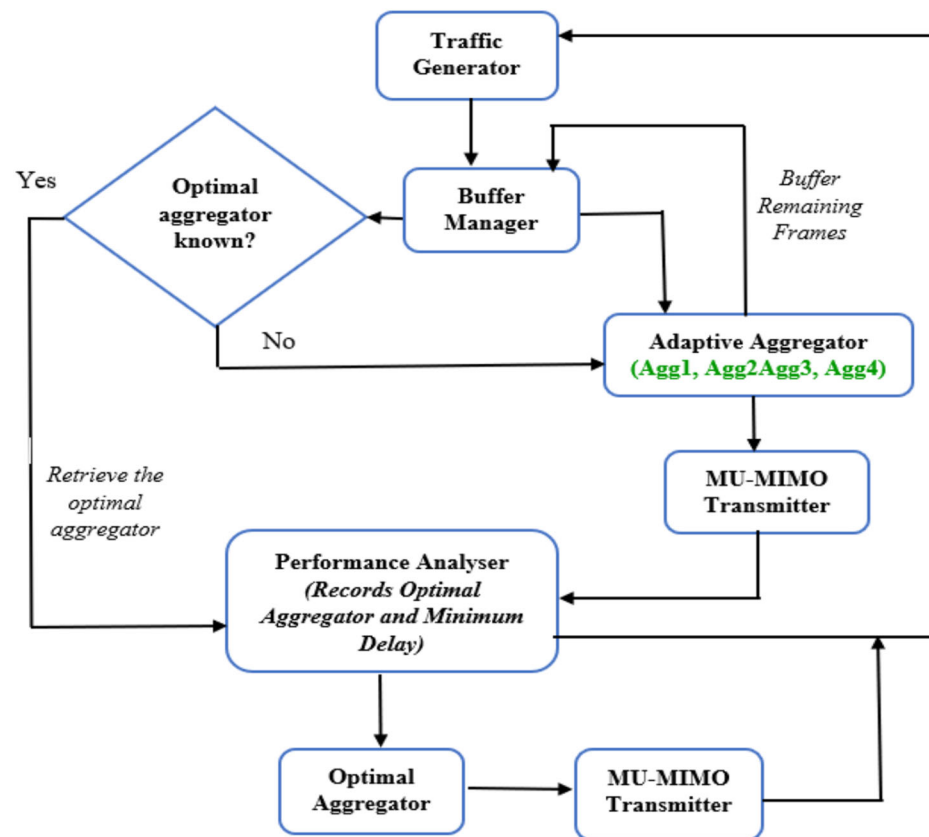 Traffic
Generator
Yes
Optimal
aggregator
known?
Buffer
Manager
Buffer
Remaining
Frames
No
Adaptive Aggregator
(Agg1, Agg2Agg3, Agg4)
Retrieve the
optimal
aggregator
MU-MIMO
Transmitter
Performance Analyser
(Records Optimal
Aggregator and Minimum
Delay)
Optimal
Aggregator
MU-MIMO
Transmitter